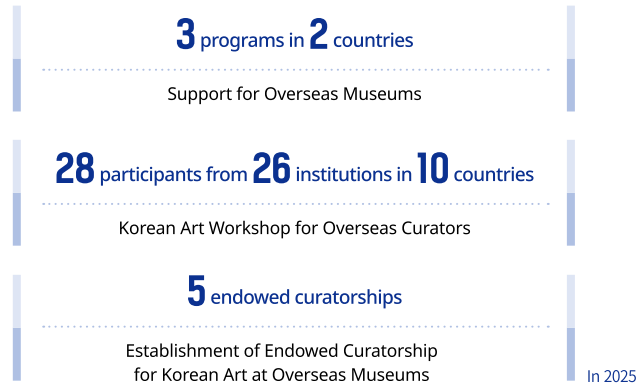 3 programs in 2 countries
Support for Overseas Museums
28 participants from 26 institutions in 10 countries
Korean Art Workshop for Overseas Curators
5 endowed curatorships
Establishment of Endowed Curatorship
for Korean Art at Overseas Museums
In 2025